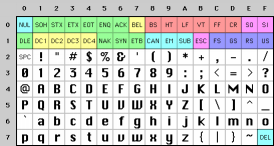 0 1 2 3 4 5 6 7 8 9 A B C D E F
0 NUL SOH STX ETX EOT ENQ ACK BEL BS HT LF VT FF CR SO SI
1 DLE DC1 DC2 DC3 DC4 NAK SYN ETB CAN EM SUB ESC FS GS RS US
2 SPC ! " # $ % & ' ( ) * + , - . /
3 0 1 2 3 4 5 6 7 8 9 : ; < = > ?
4 @ A B C D E F G H I J K L M N O
5 P Q R S T U V W X Y Z [ \ ] ^ _
6 ` a b c d e f g h i j k l m n o
7 p q r s t u v w x y z { | } ~ DEL